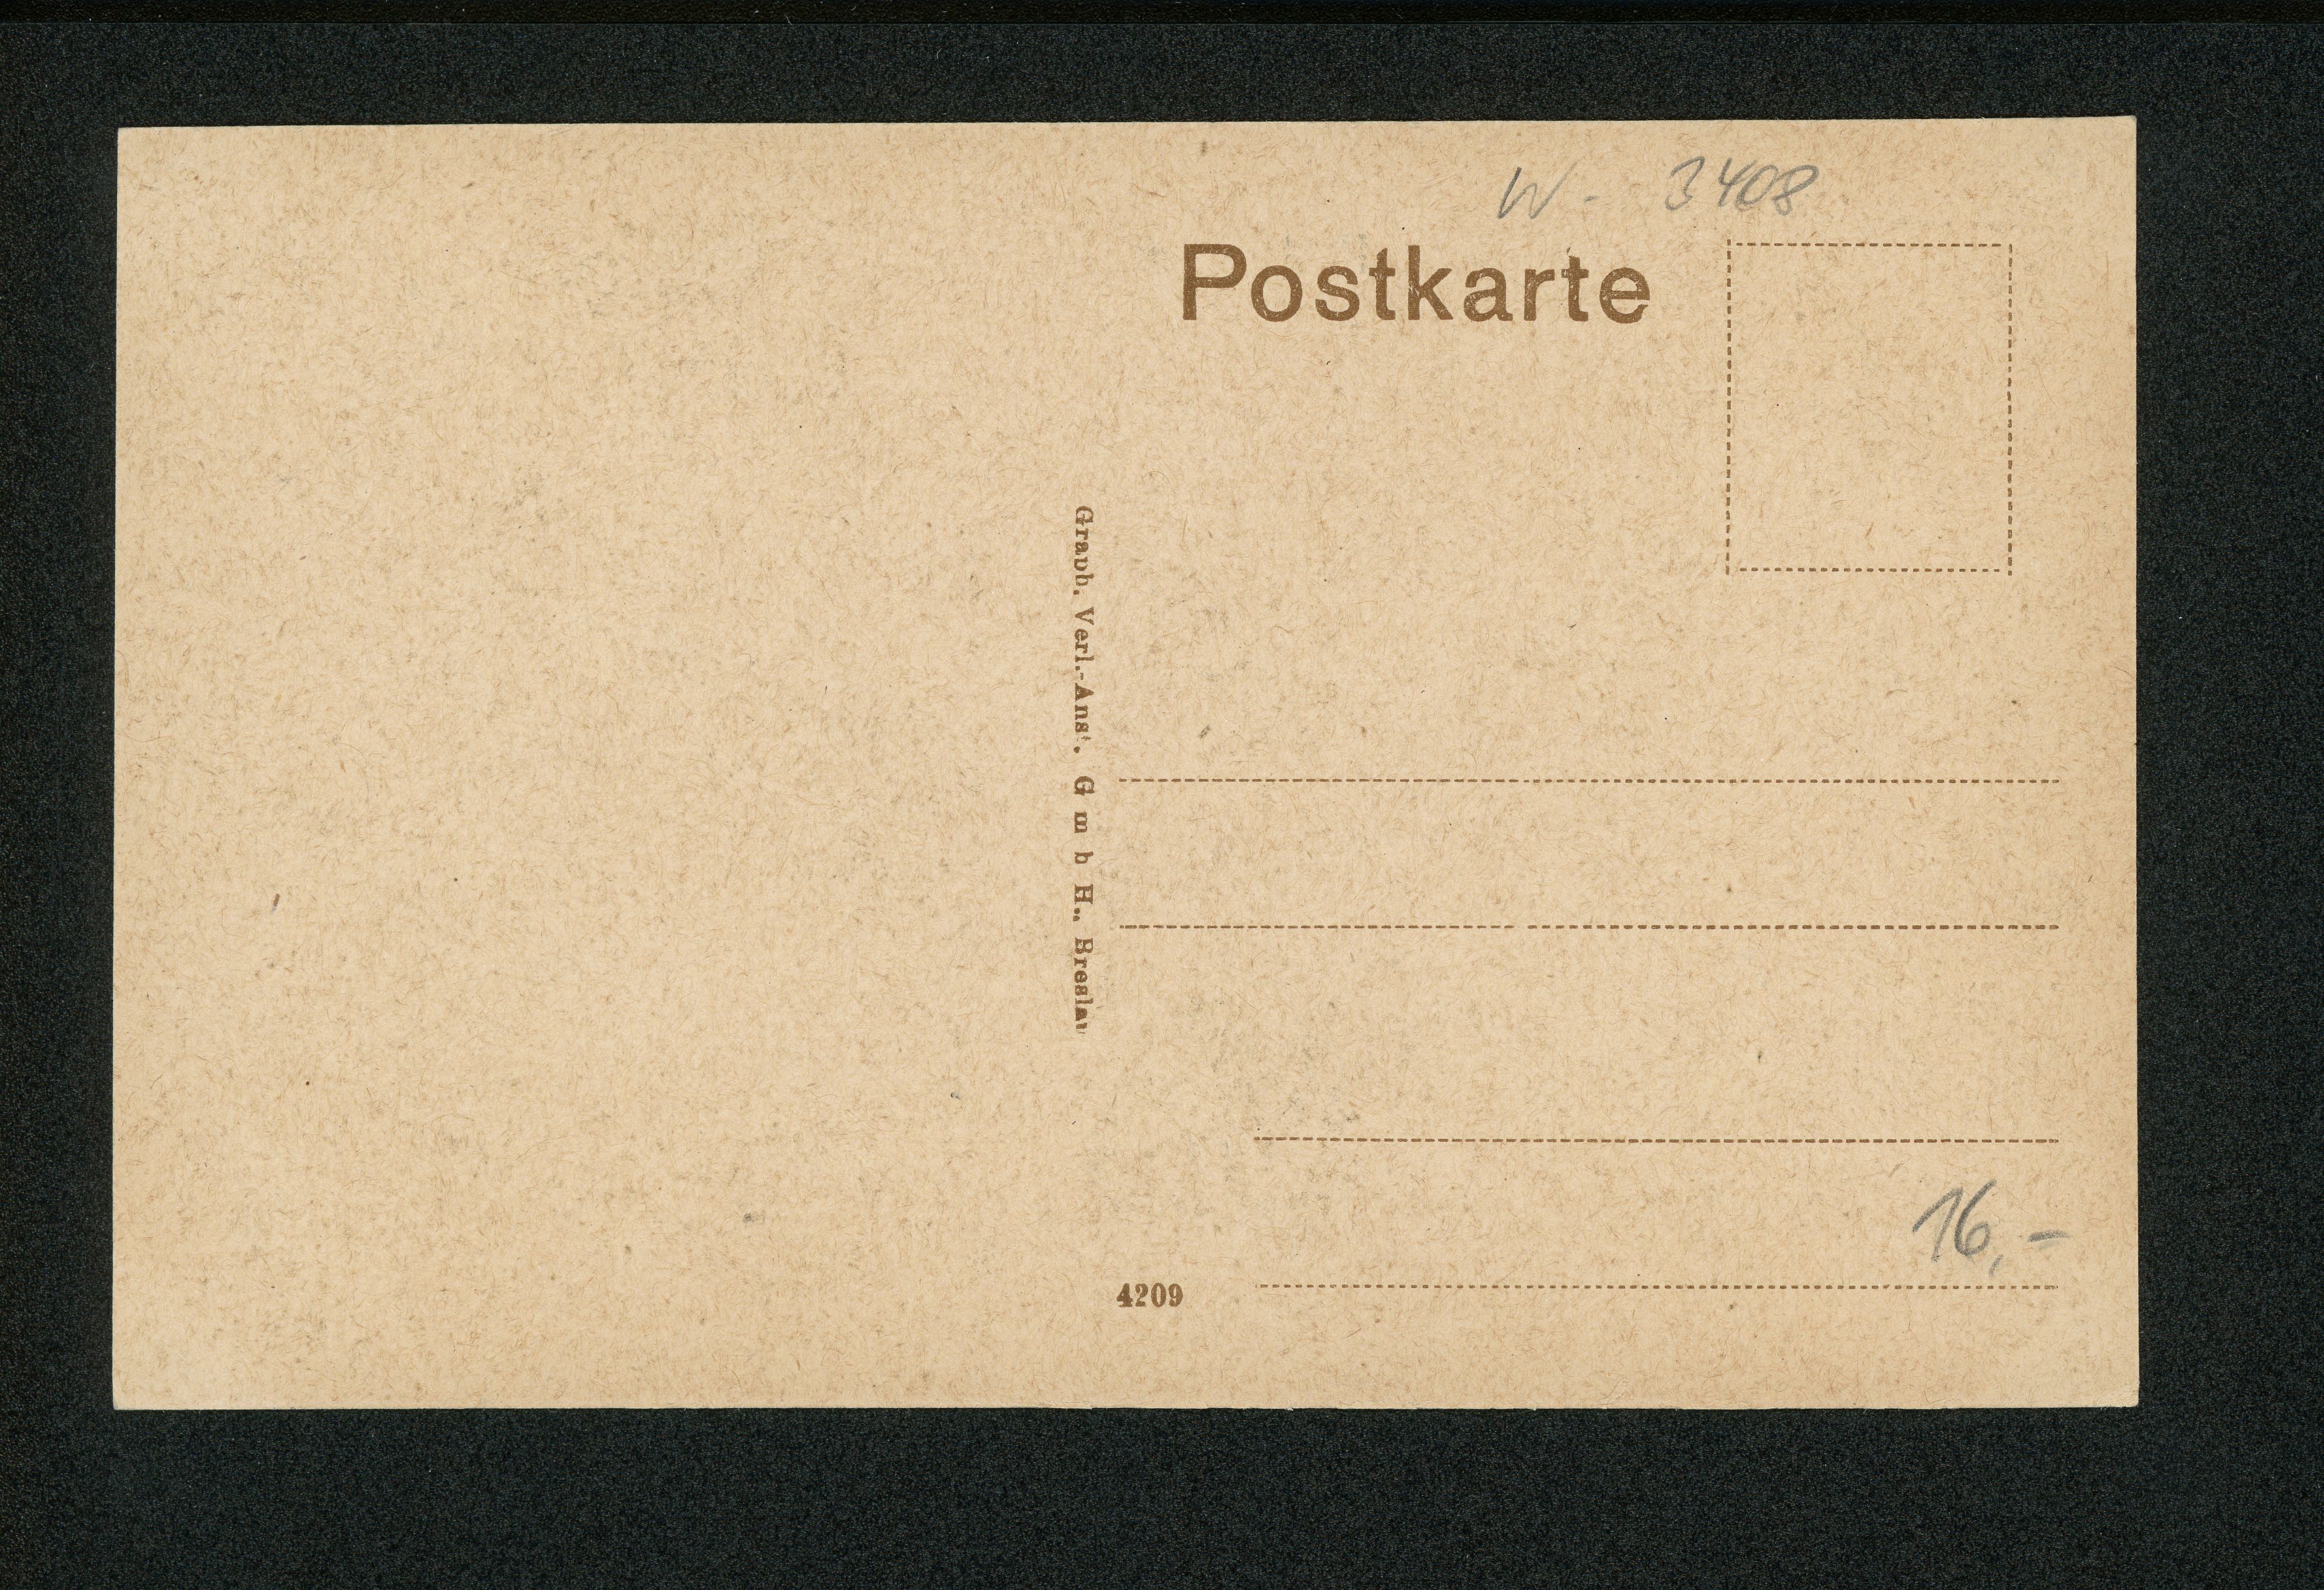 W- 3408
Postkarte
Graph. Verl.-Anst. G m b H., Breslau
16,-
4209